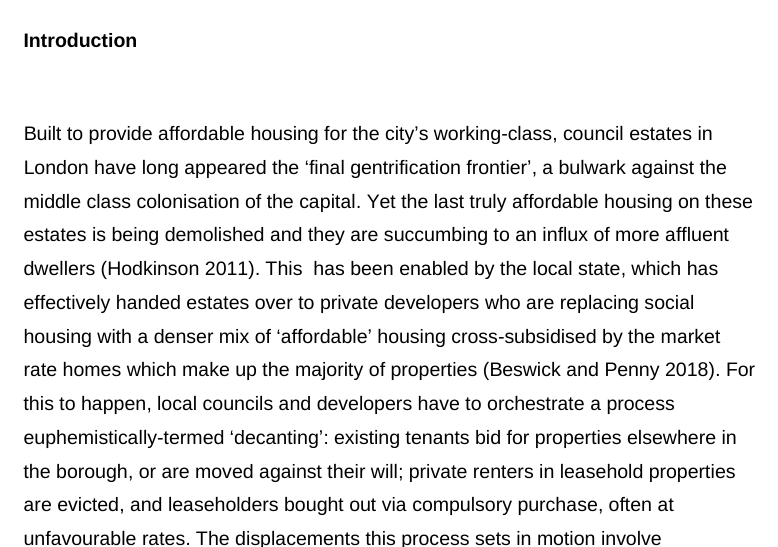 Introduction
Built to provide affordable housing for the city’s working-class, council estates in
London have long appeared the ‘final gentrification frontier’, a bulwark against the
middle class colonisation of the capital. Yet the last truly affordable housing on these
estates is being demolished and they are succumbing to an influx of more affluent
dwellers (Hodkinson 2011). This  has been enabled by the local state, which has
effectively handed estates over to private developers who are replacing social
housing with a denser mix of ‘affordable’ housing cross-subsidised by the market
rate homes which make up the majority of properties (Beswick and Penny 2018). For
this to happen, local councils and developers have to orchestrate a process
euphemistically-termed ‘decanting’: existing tenants bid for properties elsewhere in
the borough, or are moved against their will; private renters in leasehold properties
are evicted, and leaseholders bought out via compulsory purchase, often at
unfavourable rates. The displacements this process sets in motion involve